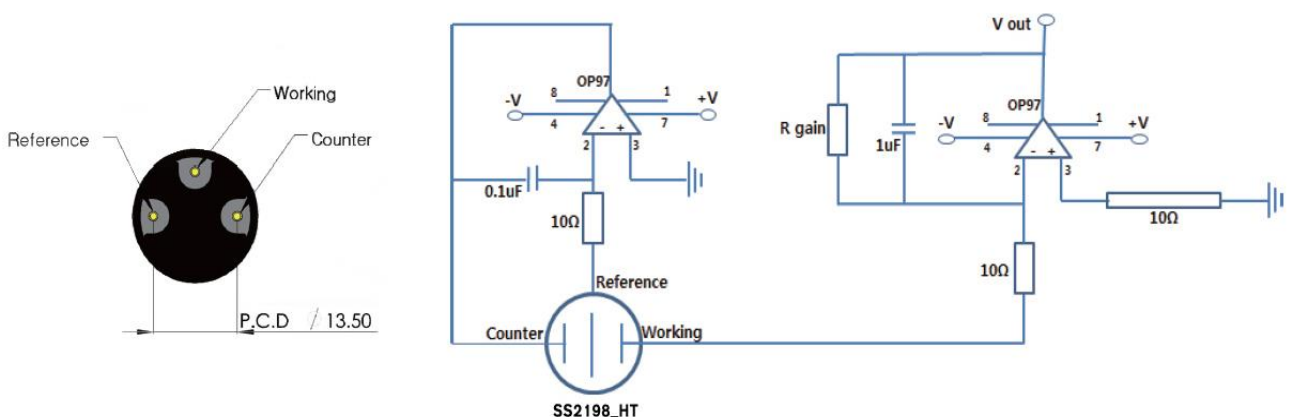 Working
Reference
Counter
P.C.D / 13.50
OP97
8
1
-V
+V
4
7
-
+
2
3
0.1uF
10Ω
Reference
Counter
Working
SS2198_HT
V out
OP97
8
1
-V
+V
4
7
-
+
2
3
R gain
1uF
10Ω
10Ω